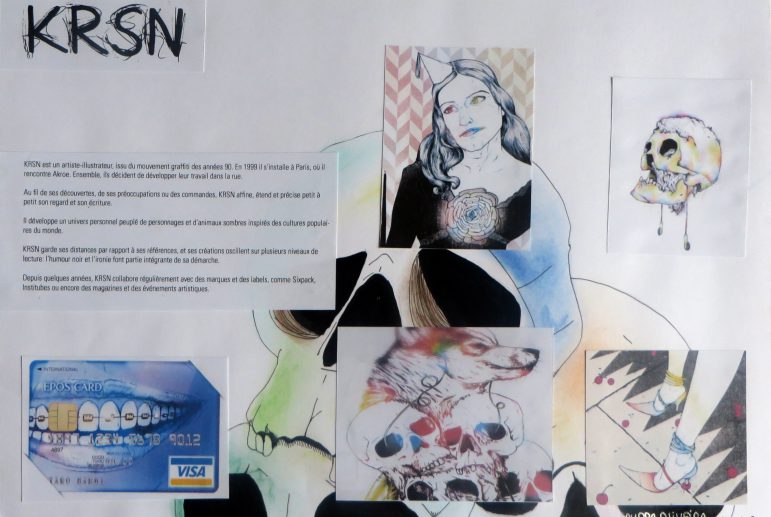 KRSN
KRSN est un artiste-illustrateur, issu du mouvement graffiti des années 90. En 1999 il s'installe à Paris, où il
rencontre Akroe. Ensemble, ils décident de développer leur travail dans la rue.
Au fil de ses découvertes, de ses préoccupations ou des commandes, KRSN affine, étend et précise petit à
petit son regard et son écriture.
Il développe un univers personnel peuplé de personnages et d'animaux sombres inspirés des cultures populai-
res du monde.
KRSN garde ses distances par rapport à ses références, et ses créations oscillent sur plusieurs niveaux de
lecture: l'humour noir et l'ironie font partie intégrante de sa démarche.
Depuis quelques années, KRSN collabore régulièrement avec des marques et des labels, comme Sixpack,
Institubes ou encore des magazines et des événements artistiques.
INTERNATIONAL
EPOS CARD
9012
VISA